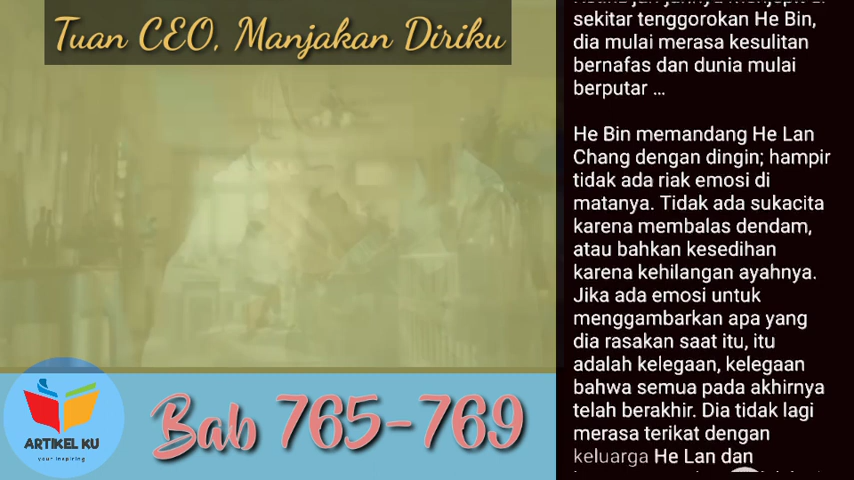 Tuan CEO, Manjakan Diriku
sekitar tenggorokan He Bin,
dia mulai merasa kesulitan
bernafas dan dunia mulai
berputar ...
He Bin memandang He Lan
Chang dengan dingin; hampir
tidak ada riak emosi di
matanya. Tidak ada sukacita
karena membalas dendam,
atau bahkan kesedihan
karena kehilangan ayahnya.
Jika ada emosi untuk
menggambarkan apa yang
dia rasakan saat itu, itu
adalah kelegaan, kelegaan
bahwa semua pada akhirnya
telah berakhir. Dia tidak lagi
merasa terikat dengan
keluarga He Lan dan
ARTIKEL KU
your inspiring
Bab 765-769